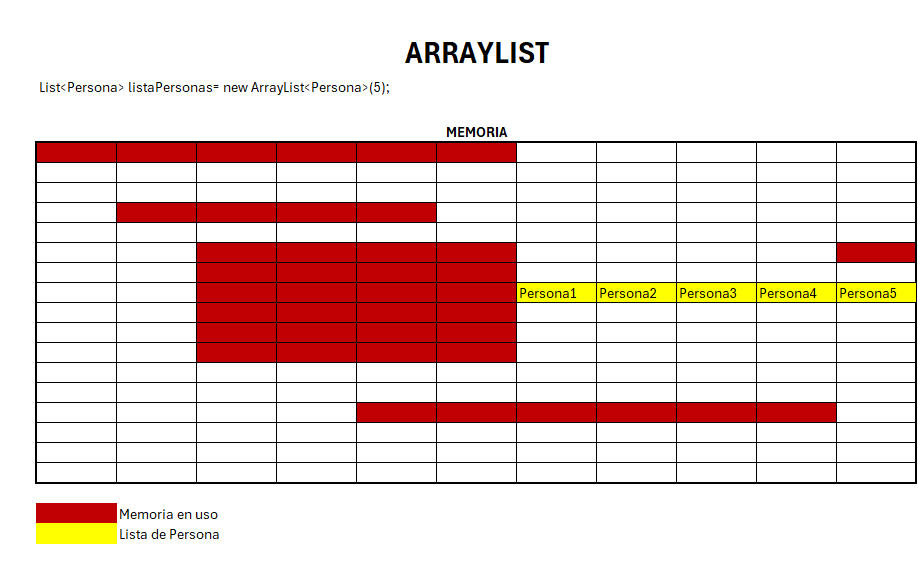 ARRAYLIST
List<Persona> listaPersonas= new ArrayList<Persona>(5);
MEMORIA
Persona1 Persona2 Persona3 Persona4 Persona5
Memoria en uso
Lista de Persona